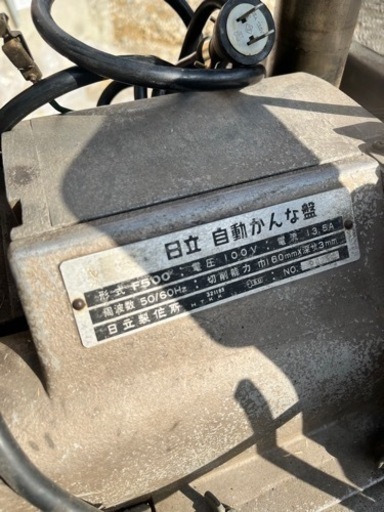 日立 自動かんな盤
形式 F500 電圧 100V 電流 13.5A
周波数 50/60Hz 切削能力 巾160mm×深サ3mm
日立製作所 NO.